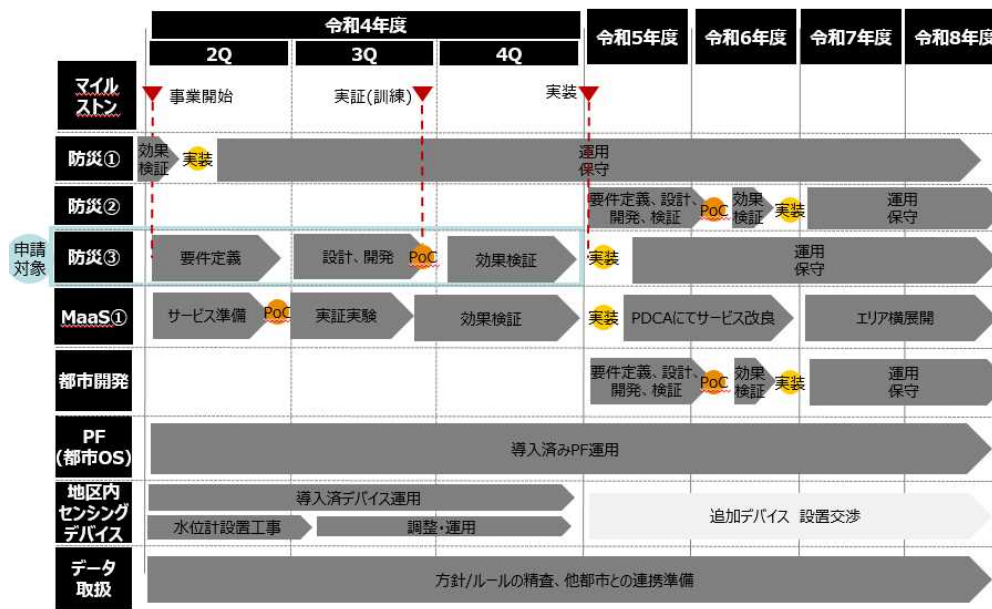 令和4年度
令和5年度
令和6年度
令和7年度
令和8年度
2Q
3Q
4Q
マイル
ストン
事業開始
実証(訓練)
実装
防災①
効果
検証
実装
運用
保守
防災②
要件定義、設計、
開発、検証
PoC
効果
検証
実装
運用
保守
申請
対象
防災③
要件定義
設計、開発
PoC
効果検証
実装
運用
保守
MaaS①
サービス準備
PoC
実証実験
効果検証
実装
PDCAにてサービス改良
エリア横展開
都市開発
要件定義、設計、
開発、検証
PoC
効果
検証
実装
運用
保守
PF
(都市OS)
導入済みPF運用
地区内
センシング
デバイス
導入済デバイス運用
水位計設置工事
調整・運用
追加デバイス 設置交渉
データ
取扱
方針/ルールの精査、他都市との連携準備